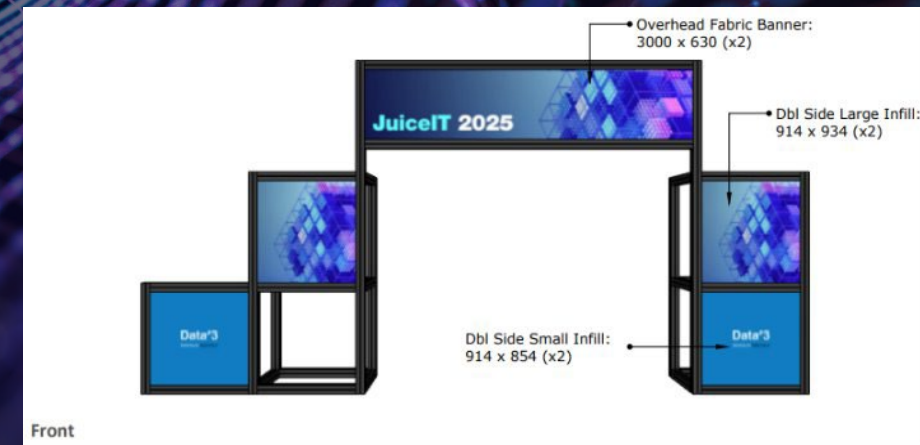 Overhead Fabric Banner:
3000 x 630 (x2)
JuiceIT 2025
Dbl Side Large Infill:
914 x 934 (x2)
Dbl Side Small Infill:
914 x 854 (x2)
Data#3
Data#3
Front